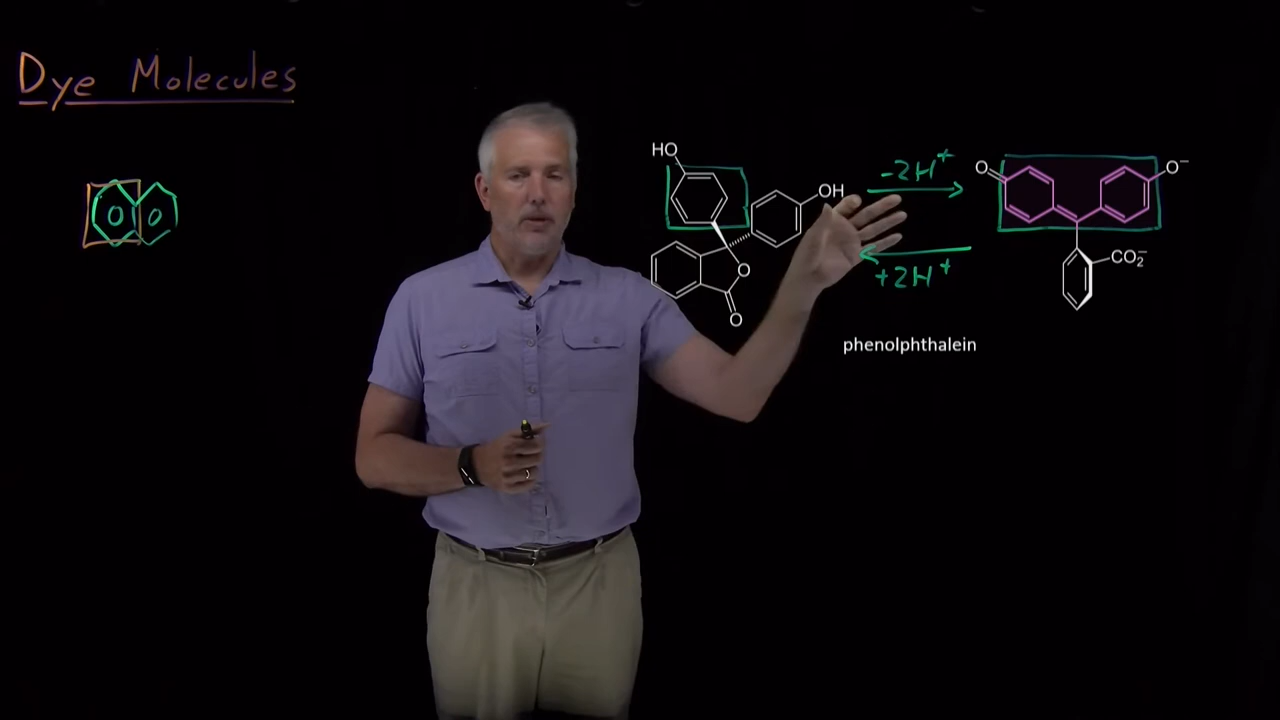 Dye Molecules
HO
OH
O
O
-2H⁺
+2H⁺
O
O⁻
CO₂⁻
phenolphthalein